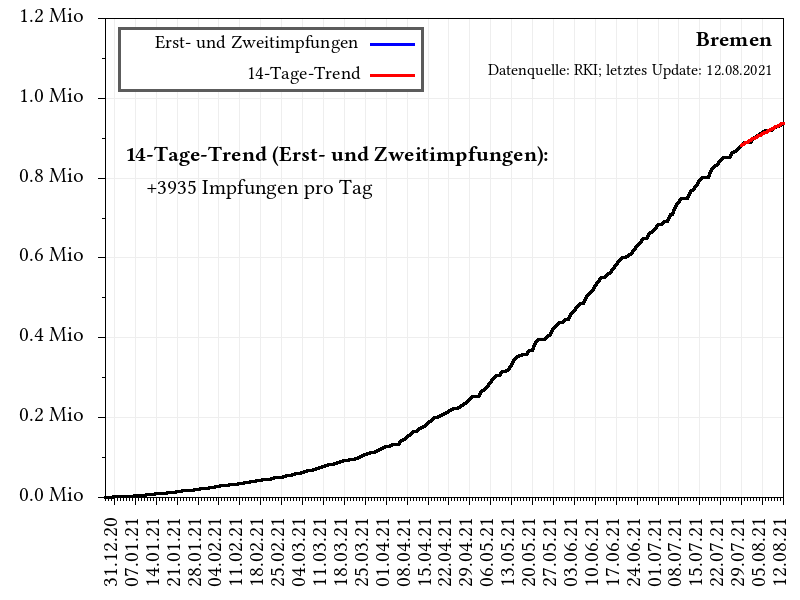 1.2 Mio
1.0 Mio
0.8 Mio
0.6 Mio
0.4 Mio
0.2 Mio
0.0 Mio
Erst- und Zweitimpfungen
14-Tage-Trend
Bremen
Datenquelle: RKI; letztes Update: 12.08.2021
14-Tage-Trend (Erst- und Zweitimpfungen):
+3935 Impfungen pro Tag
31.12.20
07.01.21
14.01.21
21.01.21
28.01.21
04.02.21
11.02.21
18.02.21
25.02.21
04.03.21
11.03.21
18.03.21
25.03.21
01.04.21
08.04.21
15.04.21
22.04.21
29.04.21
06.05.21
13.05.21
20.05.21
27.05.21
03.06.21
10.06.21
17.06.21
24.06.21
01.07.21
08.07.21
15.07.21
22.07.21
29.07.21
05.08.21
12.08.21